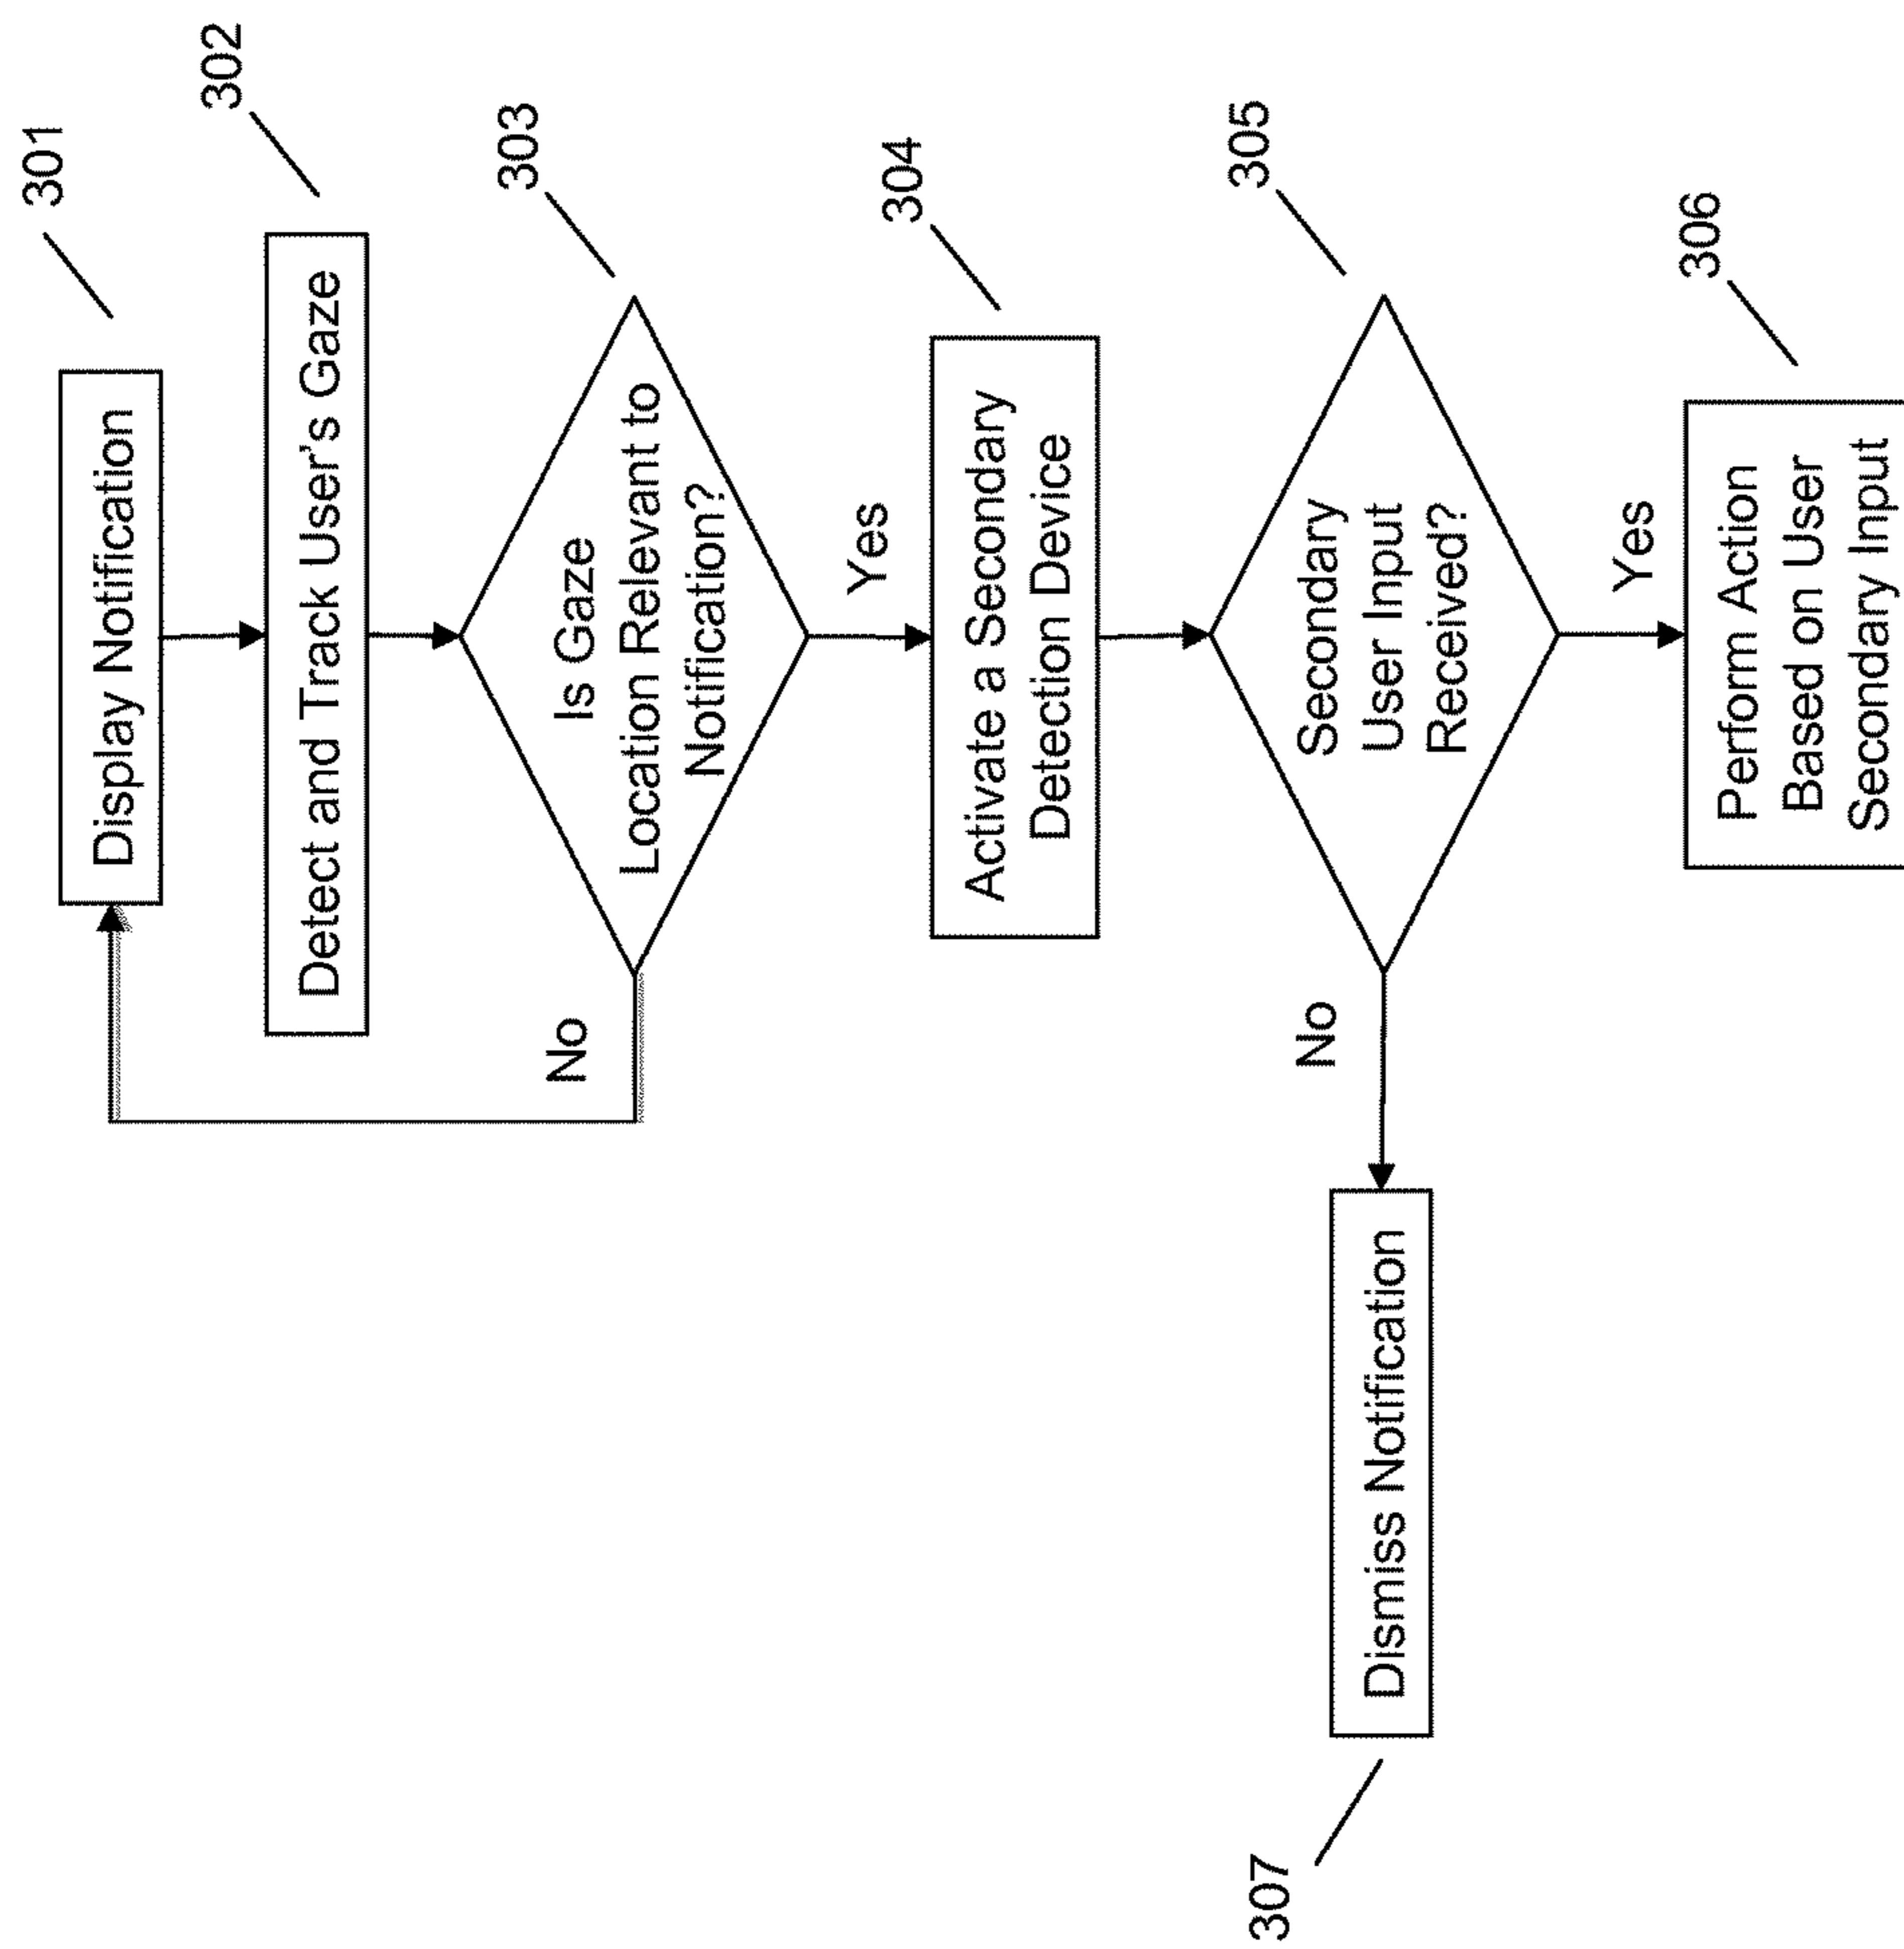 301
Display Notification
302
Detect and Track User's Gaze
303
Is Gaze
Location Relevant to
Notification?
No
Yes
304
Activate a Secondary
Detection Device
305
Secondary
User Input
Received?
No
Yes
307
Dismiss Notification
306
Perform Action
Based on User
Secondary Input